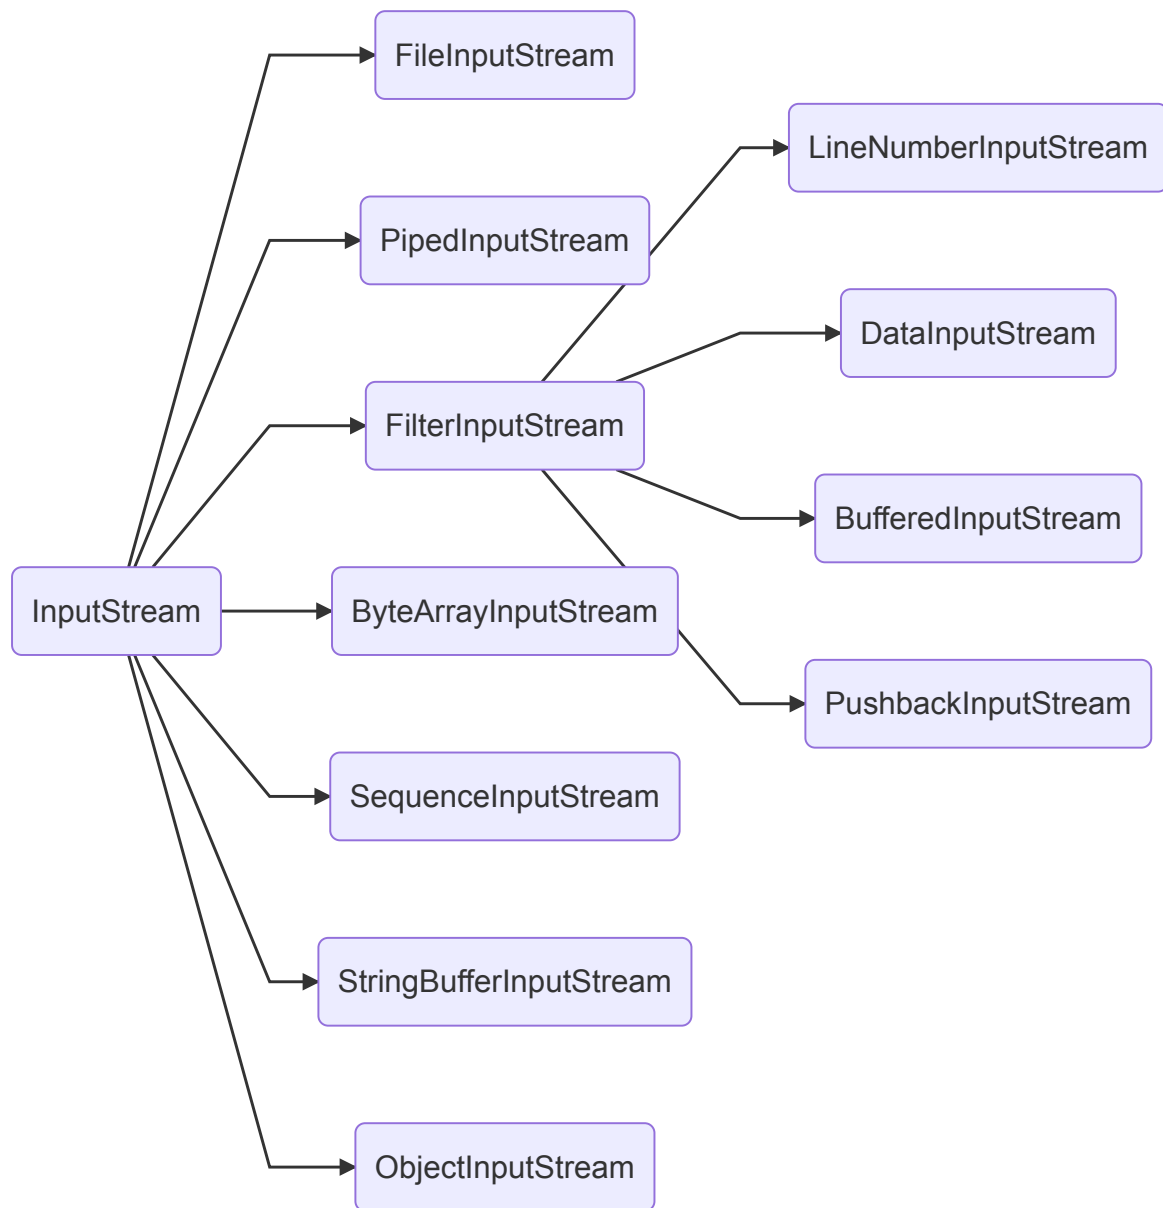 FileInputStream
LineNumberInputStream
PipedInputStream
DataInputStream
FilterInputStream
BufferedInputStream
InputStream
ByteArrayInputStream
PushbackInputStream
SequenceInputStream
StringBufferInputStream
ObjectInputStream